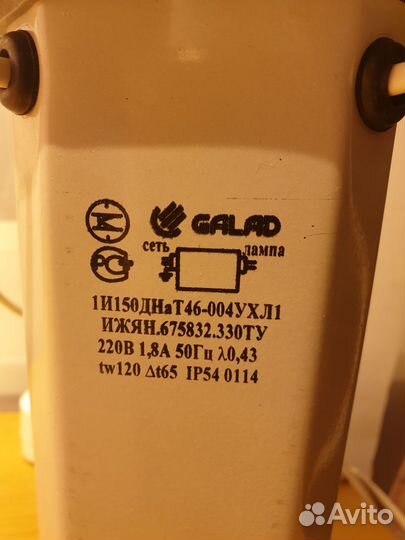 GALAD
сеть лампа
1И150ДНаТ46-004УХЛ1
ИЖЯН.675832.330ТУ
220В 1,8А 50Гц λ0,43
tw120 Δt65 IP54 0114
Avito